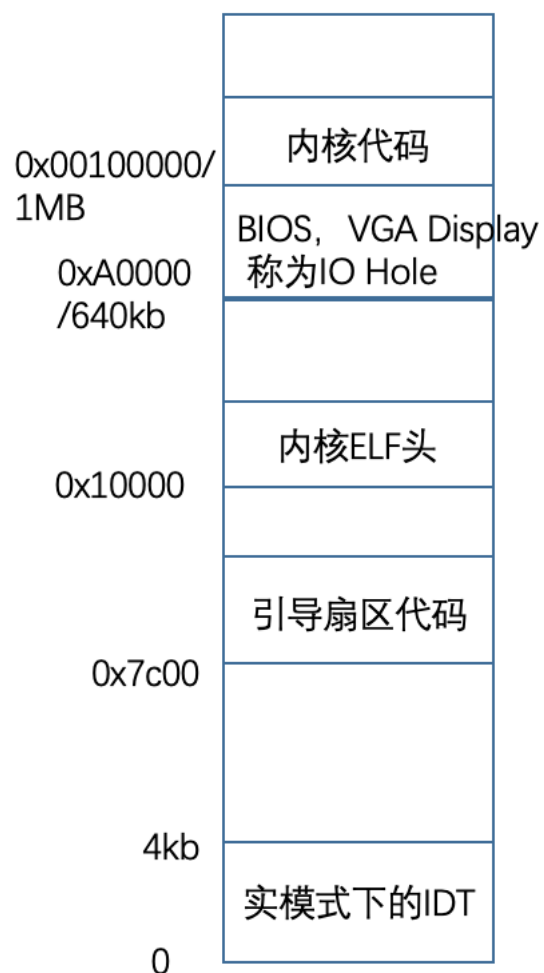 内核代码
0x00100000/
1MB
BIOS，VGA Display
称为IO Hole
0xA0000
/640kb
内核ELF头
0x10000
引导扇区代码
0x7c00
4kb
实模式下的IDT
0